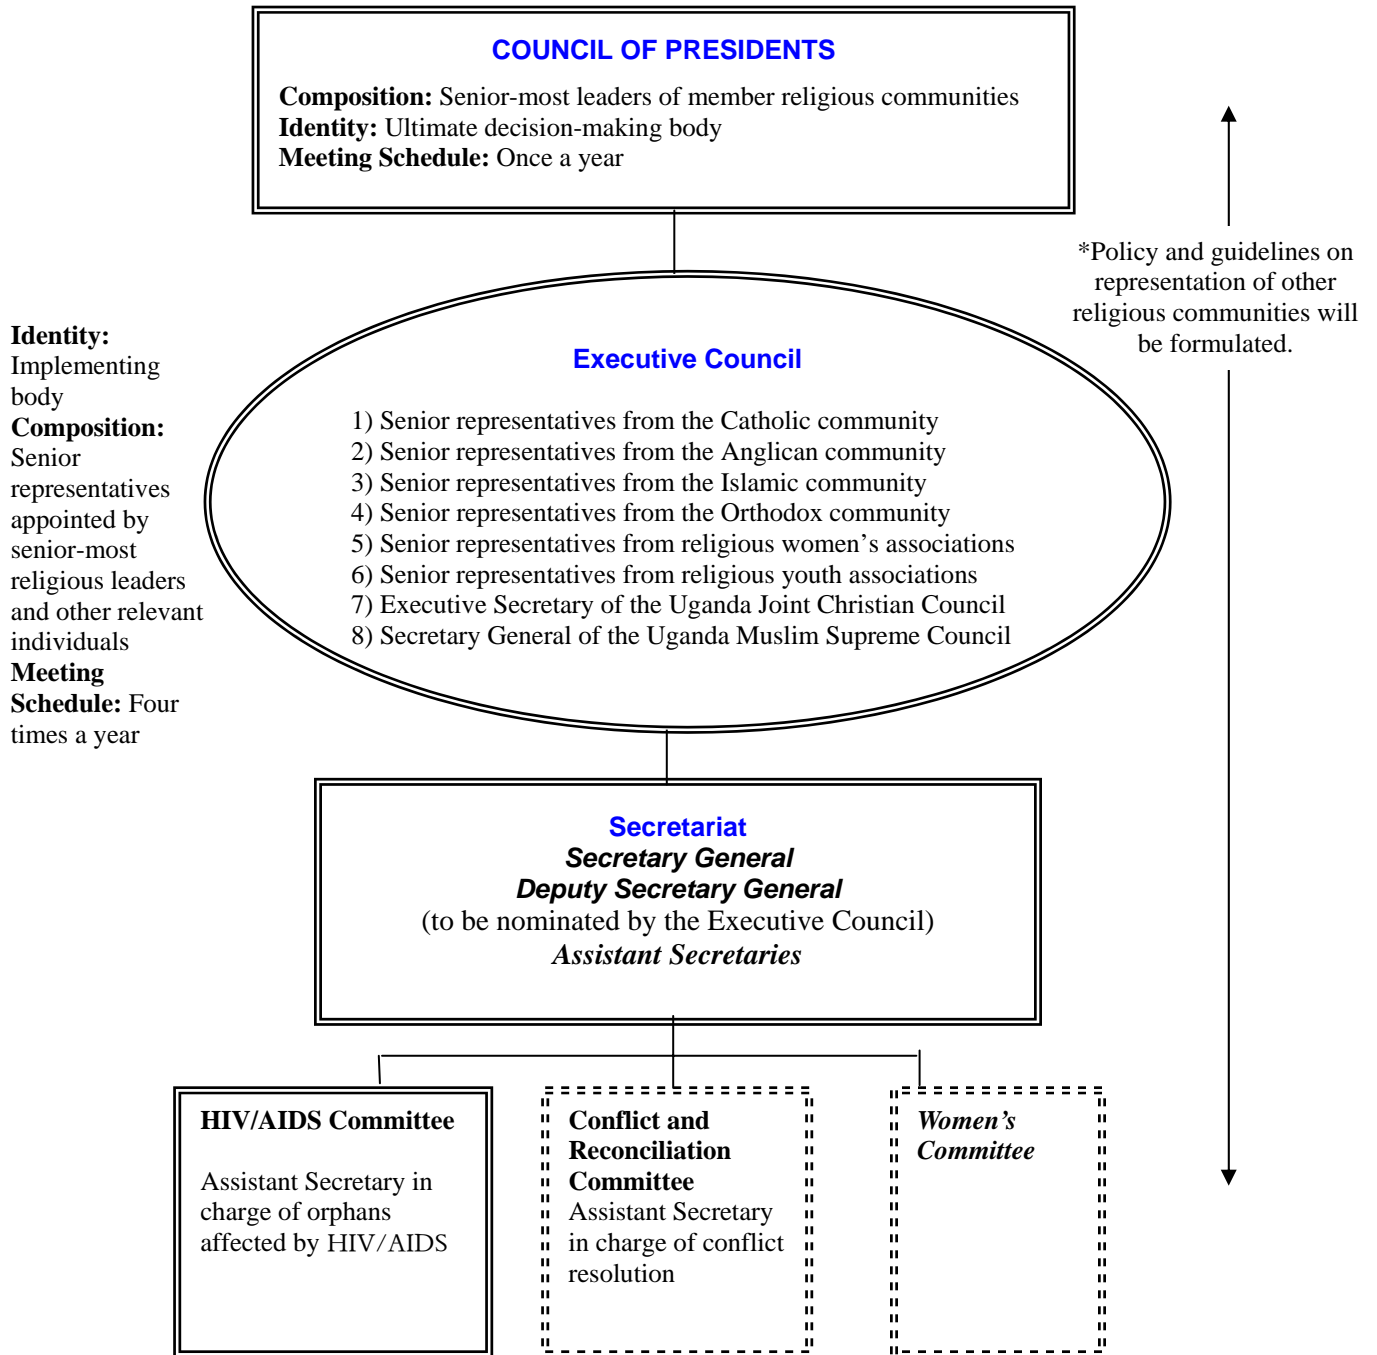 COUNCIL OF PRESIDENTS
Composition: Senior-most leaders of member religious communities
Identity: Ultimate decision-making body
Meeting Schedule: Once a year
*Policy and guidelines on
representation of other
religious communities will
be formulated.
Identity:
Implementing
body
Composition:
Senior
representatives
appointed by
senior-most
religious leaders
and other relevant
individuals
Meeting
Schedule: Four
times a year
Executive Council
1) Senior representatives from the Catholic community
2) Senior representatives from the Anglican community
3) Senior representatives from the Islamic community
4) Senior representatives from the Orthodox community
5) Senior representatives from religious women’s associations
6) Senior representatives from religious youth associations
7) Executive Secretary of the Uganda Joint Christian Council
8) Secretary General of the Uganda Muslim Supreme Council
Secretariat
Secretary General
Deputy Secretary General
(to be nominated by the Executive Council)
Assistant Secretaries
HIV/AIDS Committee
Assistant Secretary in
charge of orphans
affected by HIV/AIDS
Conflict and
Reconciliation
Committee
Assistant Secretary
in charge of conflict
resolution
Women’s
Committee